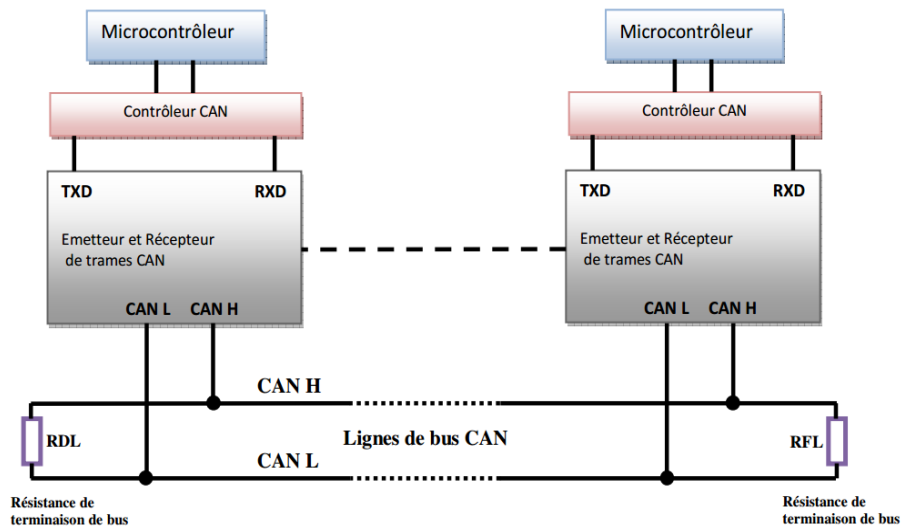 Microcontrôleur
Microcontrôleur
Contrôleur CAN
Contrôleur CAN
TXD RXD
TXD RXD
Emetteur et Récepteur
de trames CAN
Emetteur et Récepteur
de trames CAN
CAN L CAN H
CAN L CAN H
CAN H
RDL
Lignes de bus CAN
RFL
CAN L
Résistance de
terminaison de bus
Résistance de
terminaison de bus